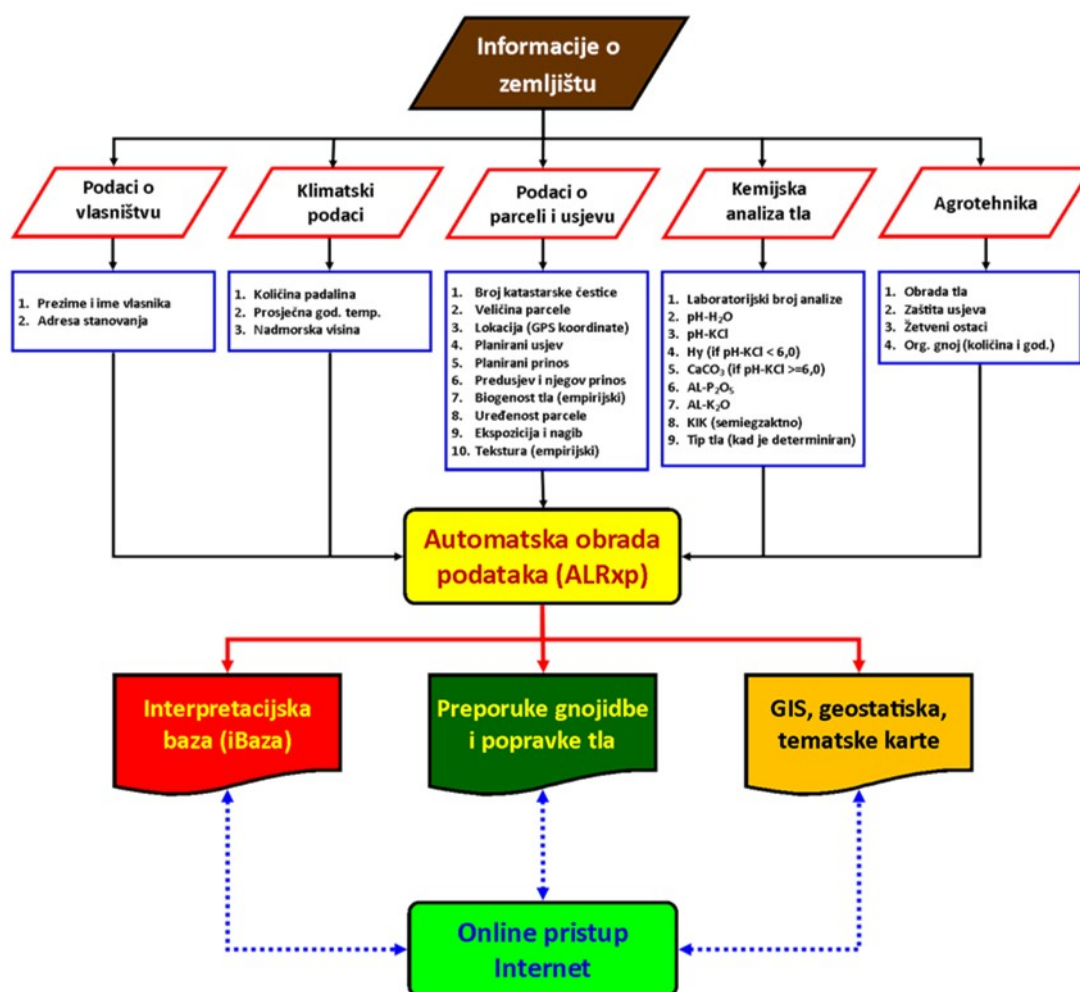 Informacije o
zemljištu
Podaci o
vlasništvu
Klimatski
podaci
Podaci o
parceli i usjevu
Kemijska
analiza tla
Agrotehnika
1. Prezime i ime vlasnika
2. Adresa stanovanja
1. Količina padalina
2. Prosječna god. temp.
3. Nadmorska visina
1. Broj katastarske čestice
2. Veličina parcele
3. Lokacija (GPS koordinate)
4. Planirani usjev
5. Planirani prinos
6. Predusjev i njegov prinos
7. Biogenost tla (empirijski)
8. Uređenost parcele
9. Ekspozicija i nagib
10. Tekstura (empirijski)
1. Laboratorijski broj analize
2. pH-H₂O
3. pH-KCl
4. Hy (if pH-KCl < 6,0)
5. CaCO₃ (if pH-KCl >=6,0)
6. AL-P₂O₅
7. AL-K₂O
8. KIK (semiegzaktno)
9. Tip tla (kad je determiniran)
1. Obrada tla
2. Zaštita usjeva
3. Žetveni ostaci
4. Org. gnoj (količina i god.)
Automatska obrada
podataka (ALRxp)
Interpretacijska
baza (iBaza)
Preporuke gnojidbe
i popravke tla
GIS, geostatiska,
tematske karte
Online pristup
Internet